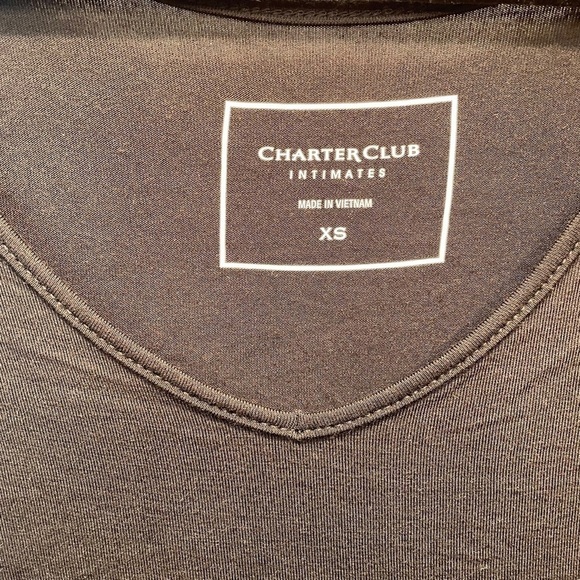 CHARTER CLUB
INTIMATES
MADE IN VIETNAM
XS